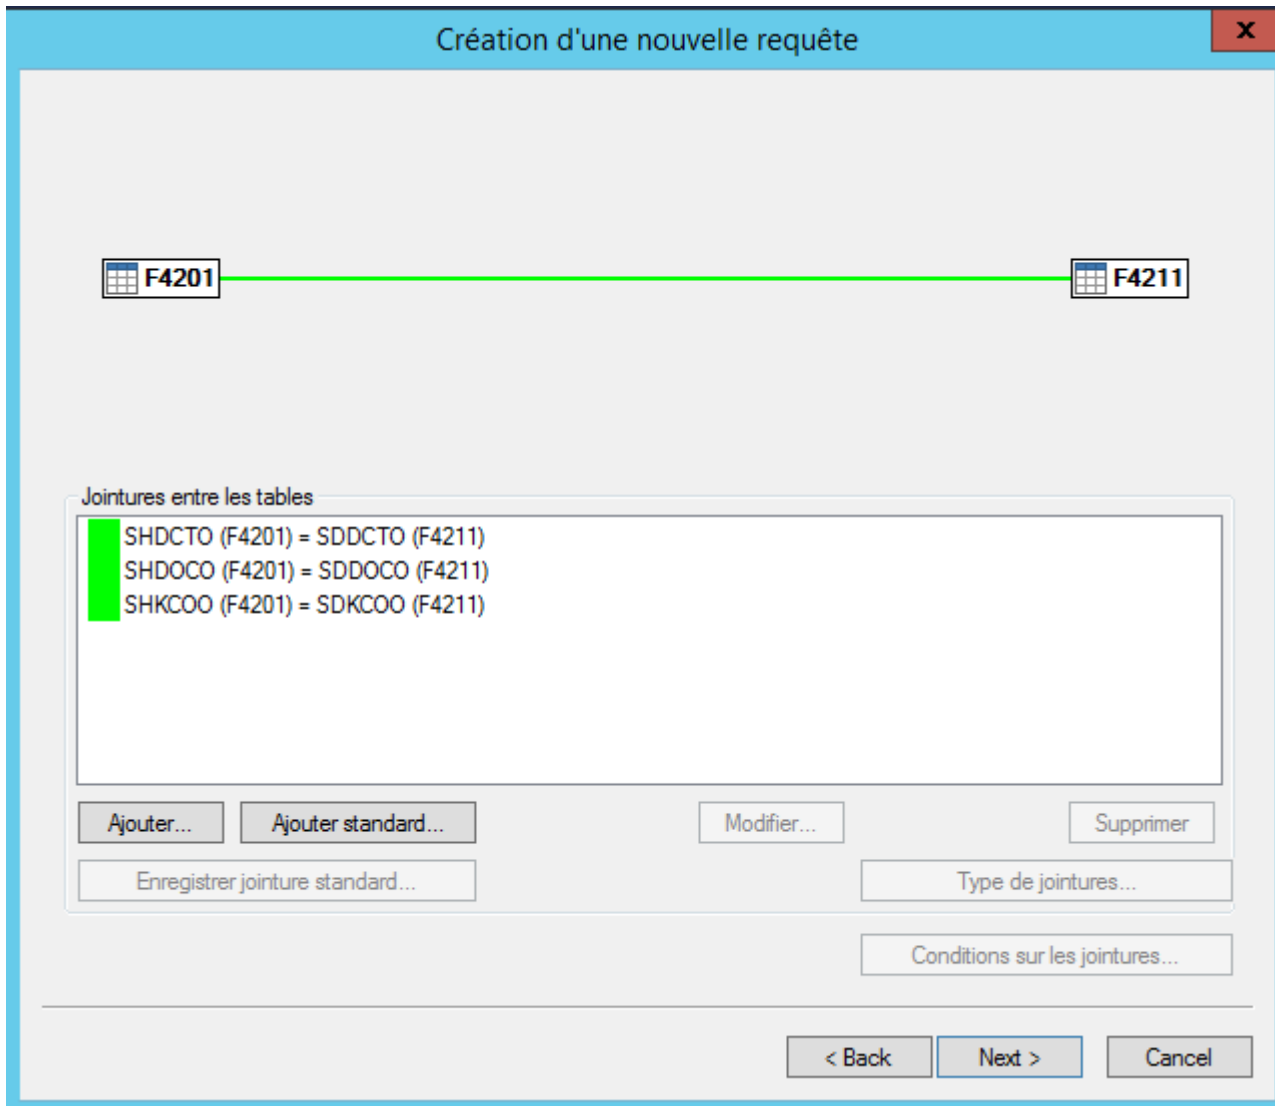 Création d'une nouvelle requête
x
F4201
F4211
Jointures entre les tables
SHDCTO (F4201) = SDDCTO (F4211)
SHDOCO (F4201) = SDDOCO (F4211)
SHKCOO (F4201) = SDKCOO (F4211)
Ajouter...
Ajouter standard...
Modifier...
Supprimer
Enregistrer jointure standard...
Type de jointures...
Conditions sur les jointures...
< Back
Next >
Cancel